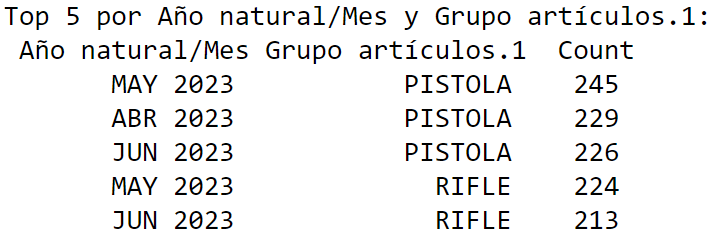 Top 5 por Año natural/Mes y Grupo artículos.1:
Año natural/Mes Grupo artículos.1 Count
MAY 2023 PISTOLA 245
ABR 2023 PISTOLA 229
JUN 2023 PISTOLA 226
MAY 2023 RIFLE 224
JUN 2023 RIFLE 213